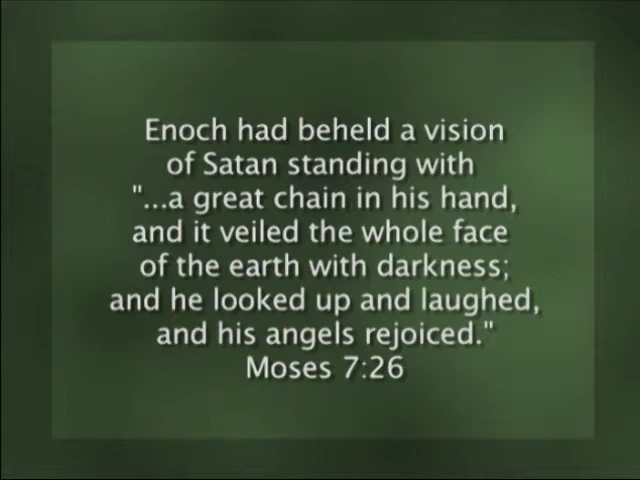 Enoch had beheld a vision
of Satan standing with
"...a great chain in his hand,
and it veiled the whole face
of the earth with darkness;
and he looked up and laughed,
and his angels rejoiced."
Moses 7:26